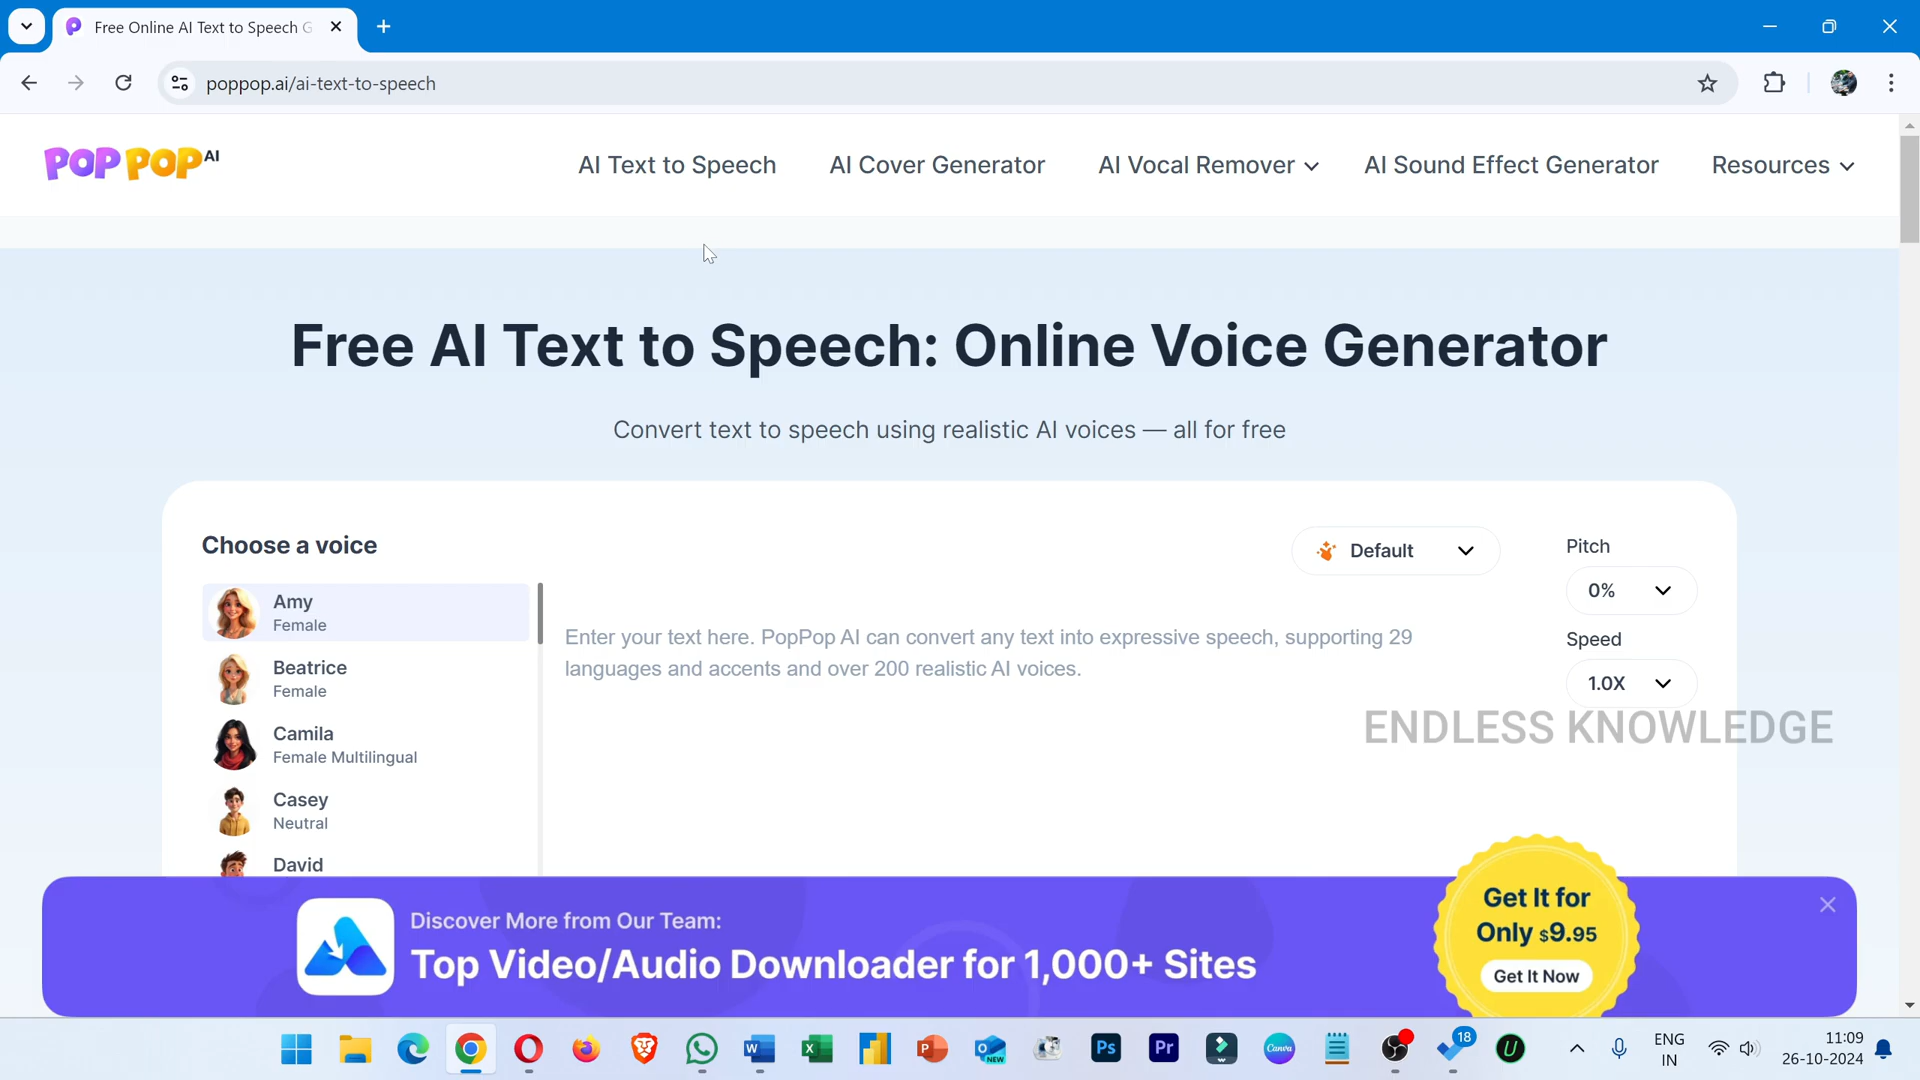 Free Online AI Text to Speech G
poppop.ai/ai-text-to-speech
POP POP AI
AI Text to Speech
AI Cover Generator
AI Vocal Remover
AI Sound Effect Generator
Resources
Free AI Text to Speech: Online Voice Generator
Convert text to speech using realistic AI voices — all for free
Choose a voice
Default
Pitch
0%
Speed
1.0X
Amy
Female
Beatrice
Female
Camila
Female Multilingual
Casey
Neutral
David
Enter your text here. PopPop AI can convert any text into expressive speech, supporting 29
languages and accents and over 200 realistic AI voices.
ENDLESS KNOWLEDGE
Discover More from Our Team:
Top Video/Audio Downloader for 1,000+ Sites
Get It for
Only $9.95
Get It Now
W
X
P
O
NEW
Ps
Pr
Canva
18
U
ENG
IN
11:09
26-10-2024